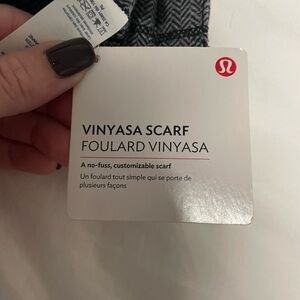 VINYASA SCARF
FOULARD VINYASA
A no-fuss, customizable scarf
Un foulard tout simple qui se porte de
plusieurs façons